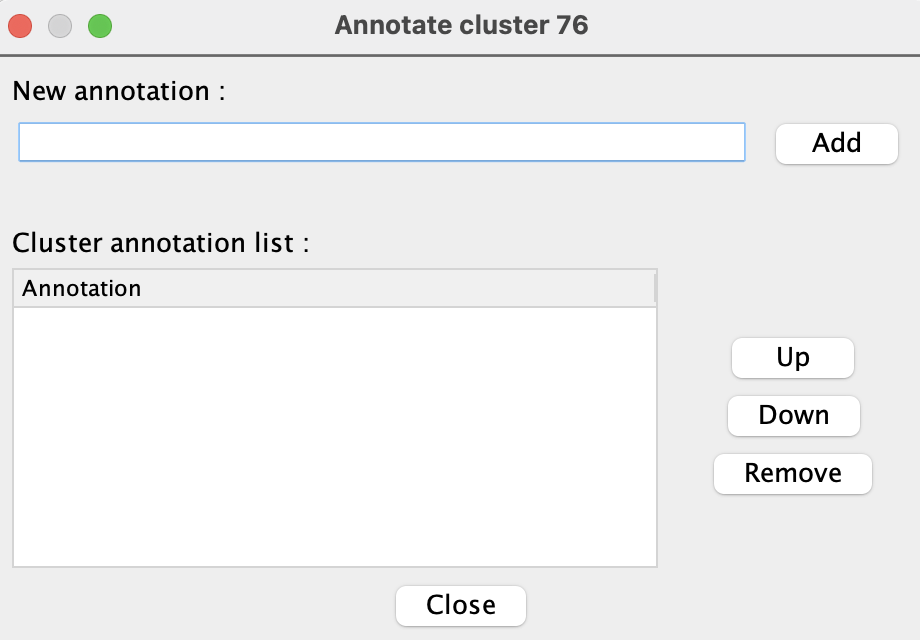 Annotate cluster 76
New annotation :
Add
Cluster annotation list :
Annotation
Up
Down
Remove
Close